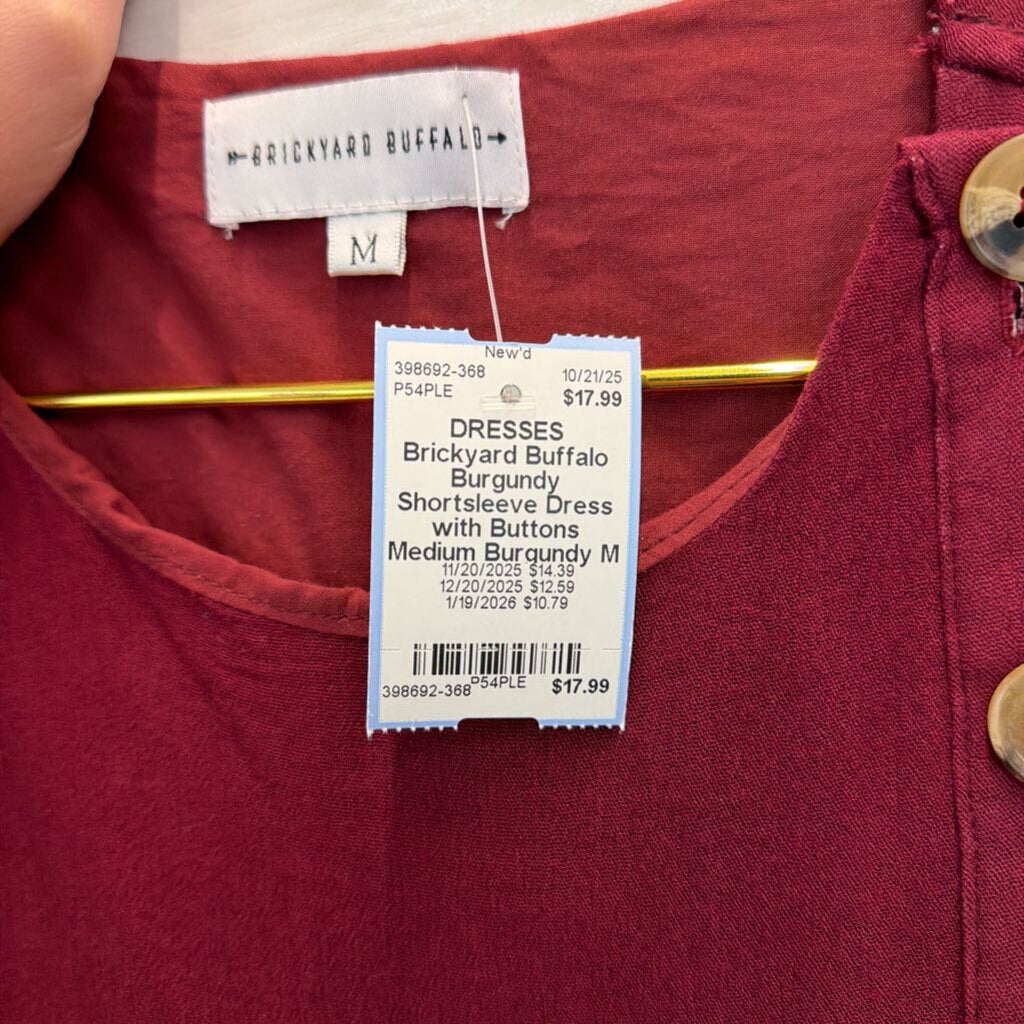 BRICKYARD BUFFALO
M
New'd
398692-368 10/21/25
P54PLE $17.99
DRESSES
Brickyard Buffalo
Burgundy
Shortsleeve Dress
with Buttons
Medium Burgundy M
11/20/2025 $14.39
12/20/2025 $12.59
1/19/2026 $10.79
398692-368 P54PLE $17.99